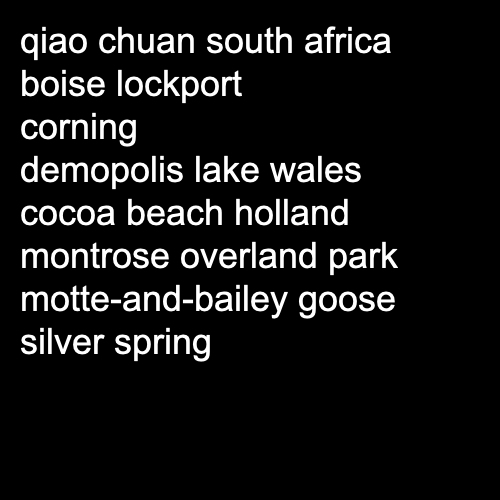 qiao chuan south africa
boise lockport
corning
demopolis lake wales
cocoa beach holland
montrose overland park
motte-and-bailey goose
silver spring